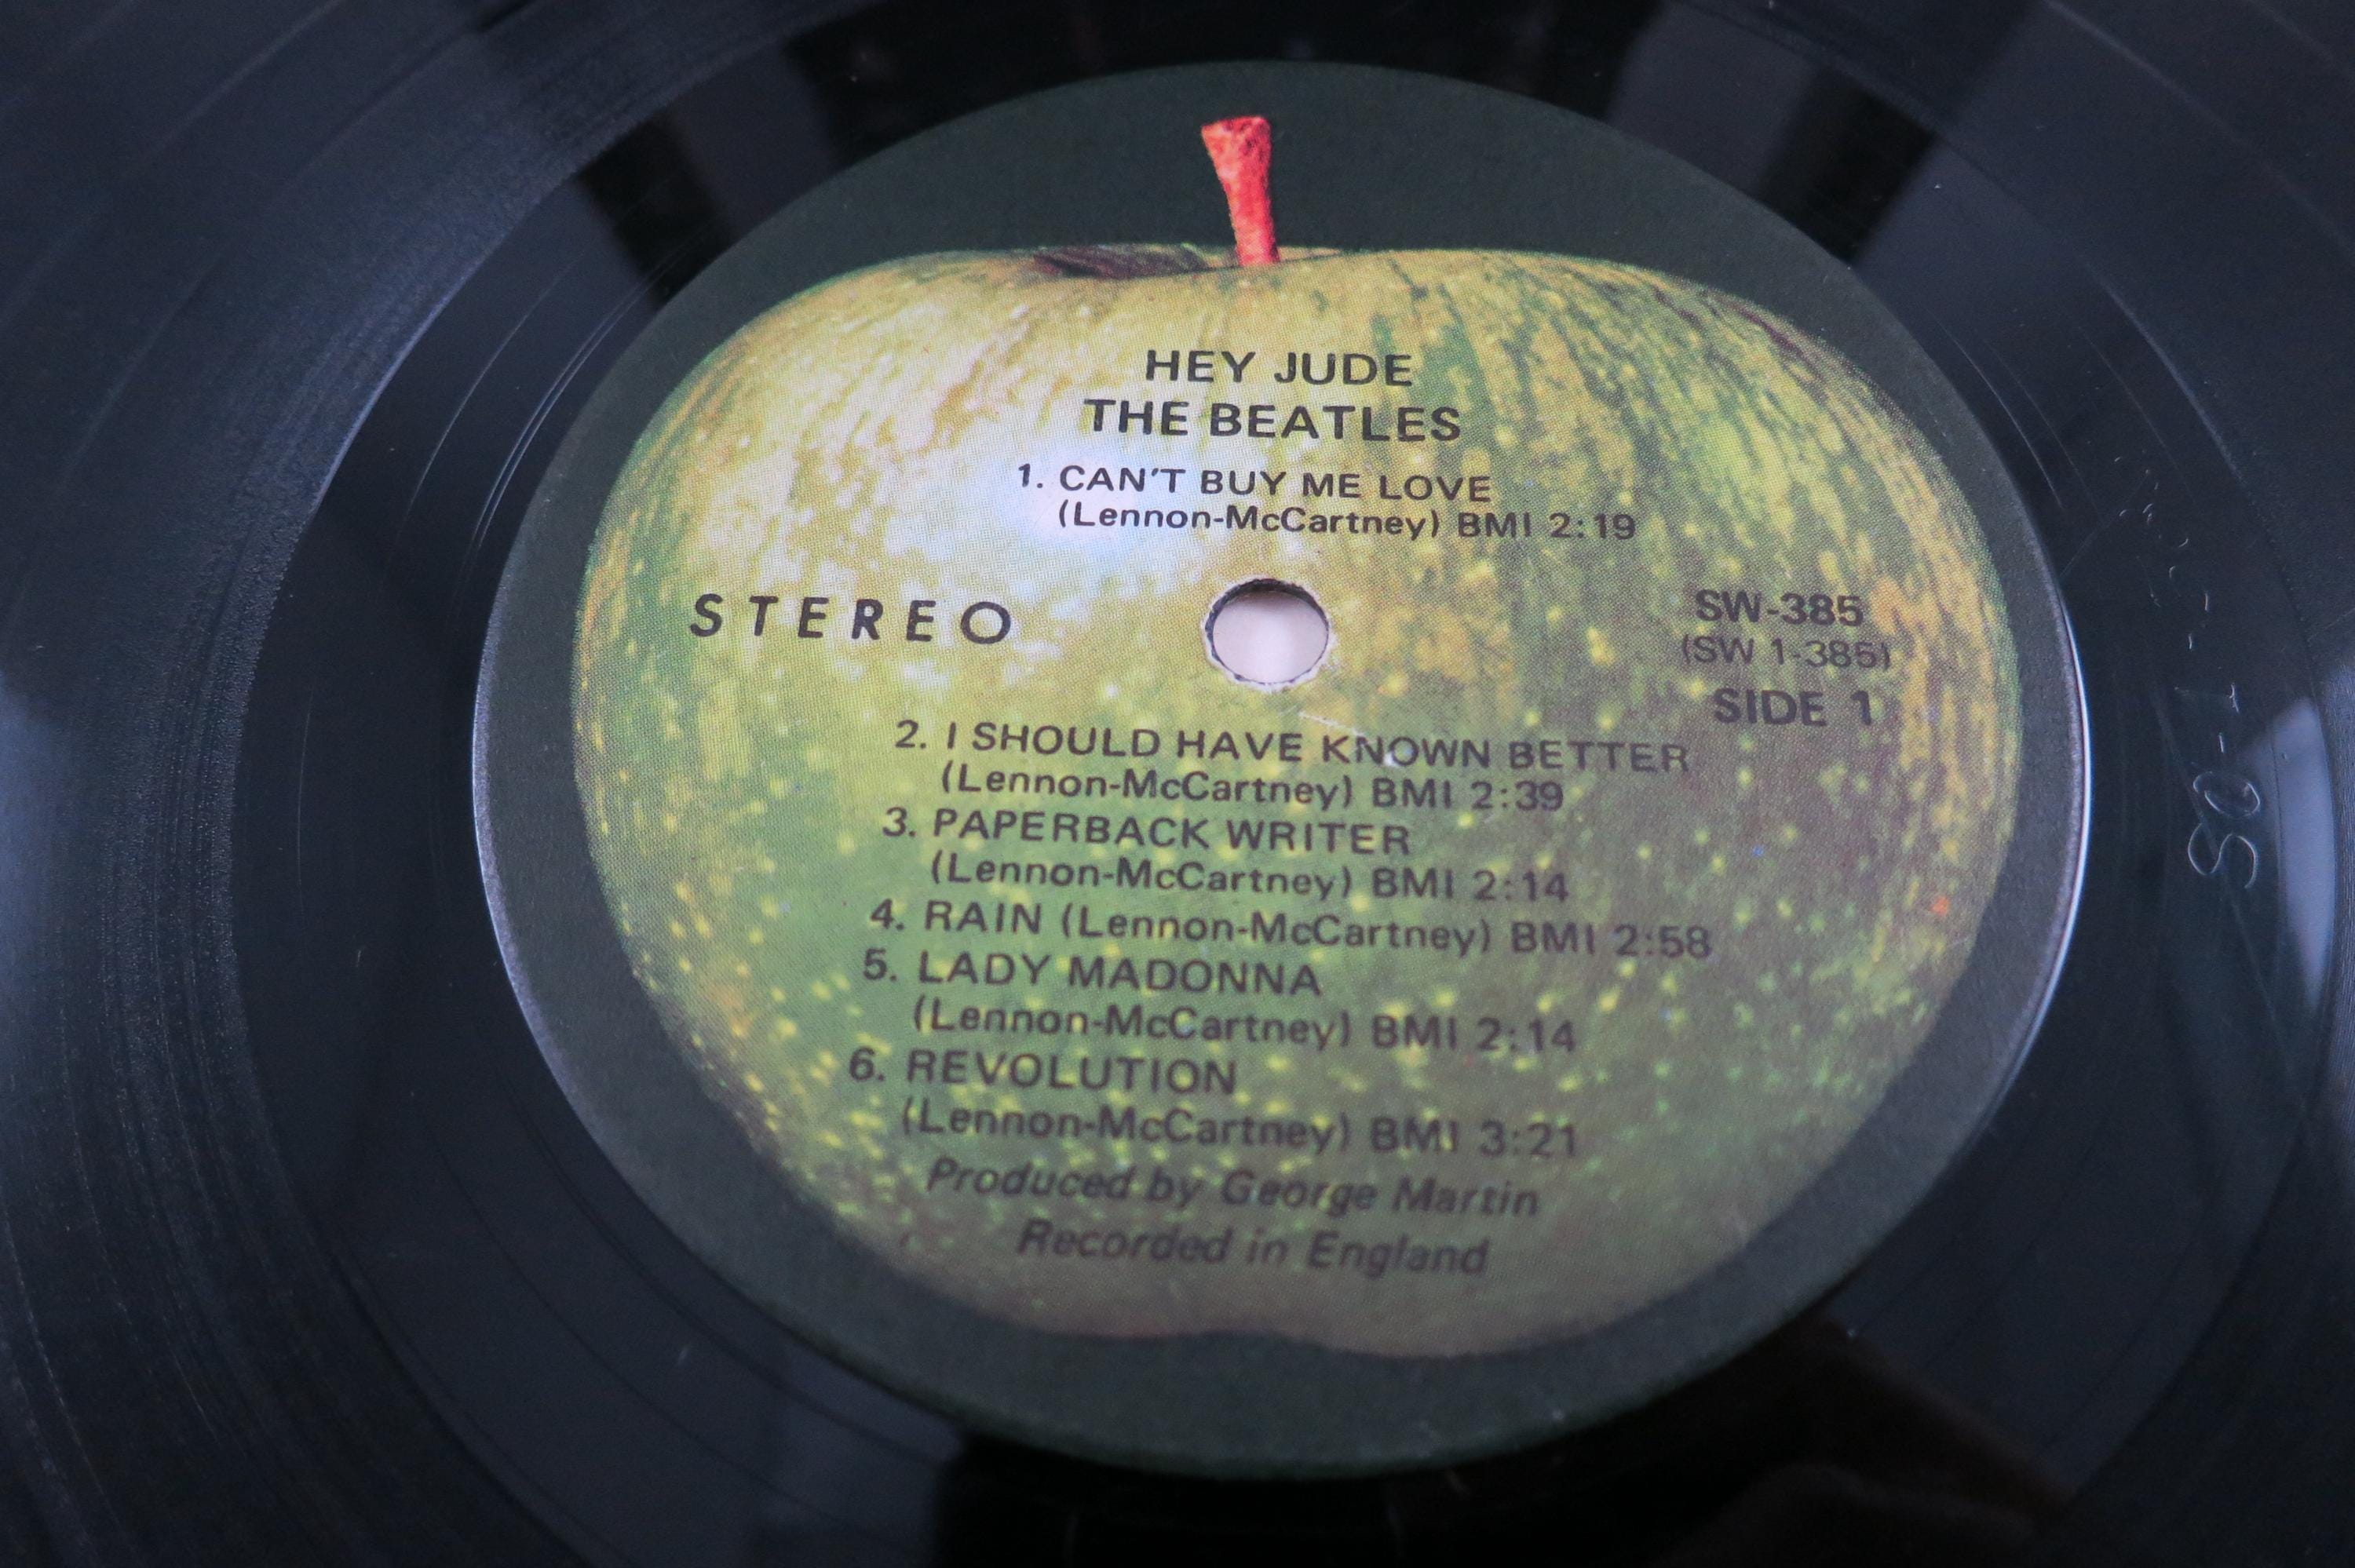 HEY JUDE
THE BEATLES
1. CAN'T BUY ME LOVE
(Lennon-McCartney) BMI 2:19
STEREO
SW-385
(SW 1-385)
SIDE 1
2. I SHOULD HAVE KNOWN BETTER
(Lennon-McCartney) BMI 2:39
3. PAPERBACK WRITER
(Lennon-McCartney) BMI 2:14
4. RAIN (Lennon-McCartney) BMI 2:58
5. LADY MADONNA
(Lennon-McCartney) BMI 2:14
6. REVOLUTION
(Lennon-McCartney) BMI 3:21
Produced by George Martin
Recorded in England